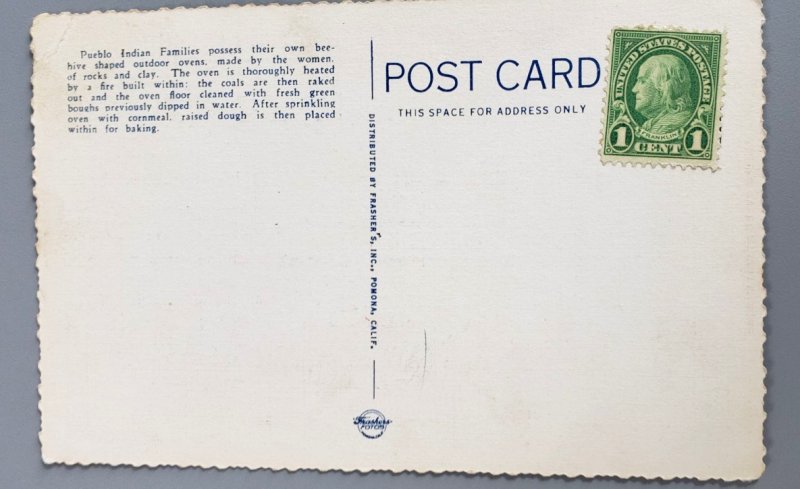 Pueblo Indian Families possess their own bee-
hive shaped outdoor ovens, made by the women,
of rocks and clay. The oven is thoroughly heated
by a fire built within; the coals are then raked
out and the oven floor cleaned with fresh green
boughs previously dipped in water. After sprinkling
oven with cornmeal, raised dough is then placed
within for baking.
POST CARD
THIS SPACE FOR ADDRESS ONLY
UNITED STATES POSTAGE
FRANKLIN
1 CENT 1
DISTRIBUTED BY FRASHER'S, INC., POMONA, CALIF.
Frashers
FOTOS